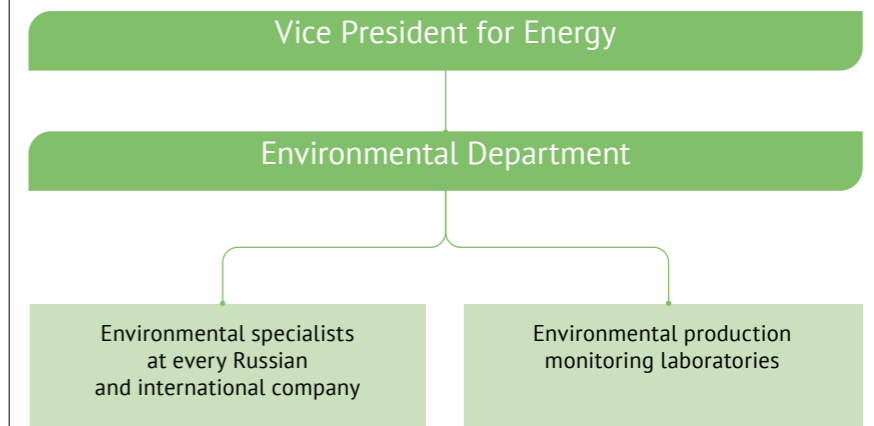 Vice President for Energy
Environmental Department
Environmental specialists
at every Russian
and international company
Environmental production
monitoring laboratories